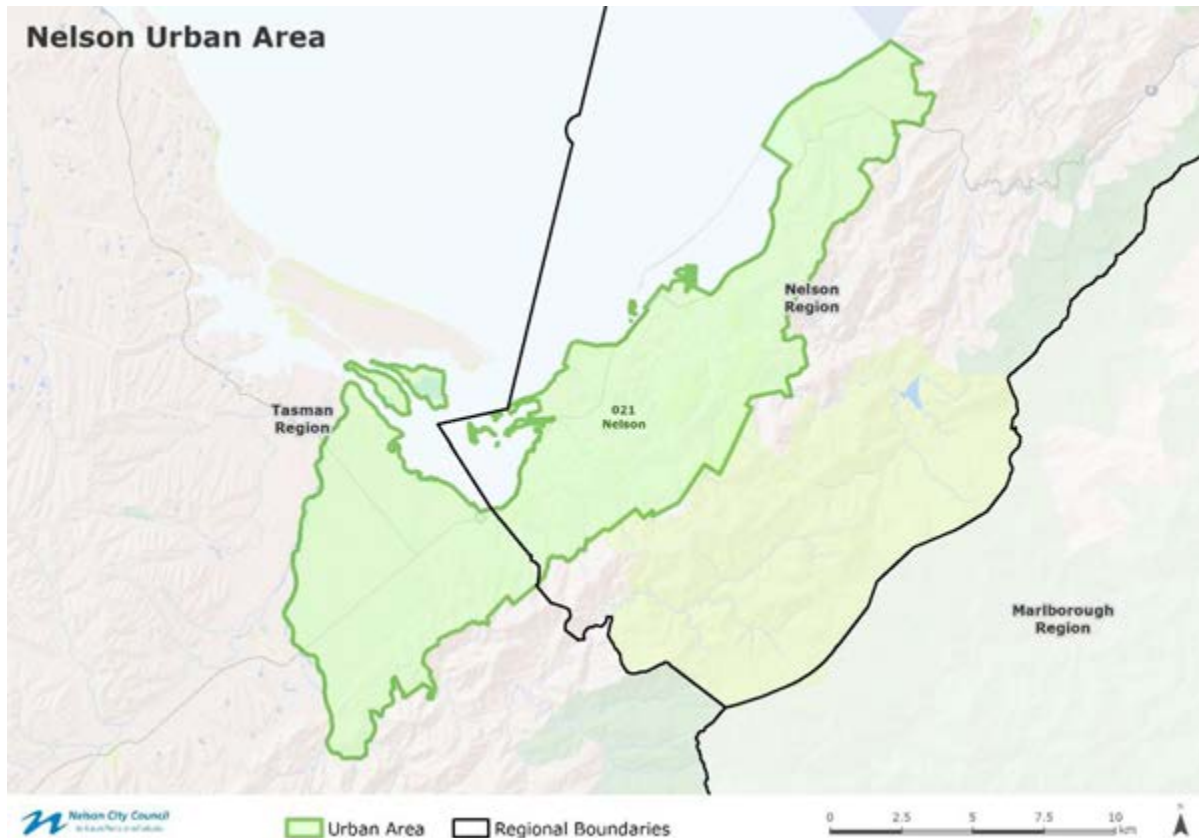 Nelson Urban Area
Nelson
Region
Tasman
Region
021
Nelson
Marlborough
Region
Nelson City Council
Urban Area
Regional Boundaries
0 2.5 5 7.5 10
km
N